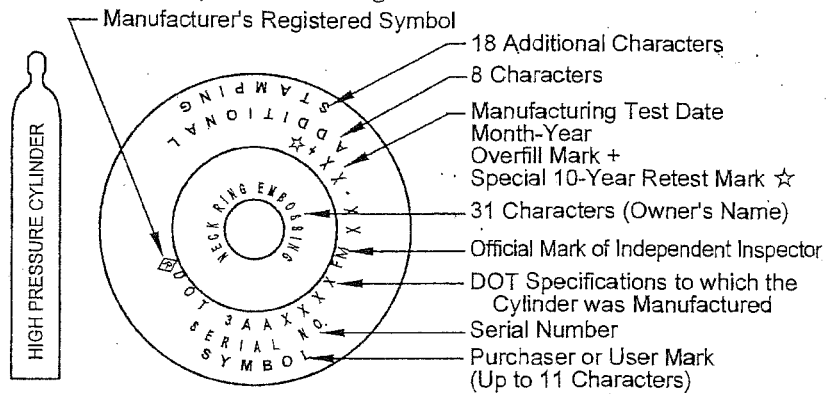 Manufacturer's Registered Symbol
HIGH PRESSURE CYLINDER
STAMPING
ADDITIONAL
☆ +
XX - XX
FM
NECK RING EMBOSSING
DOT 3AAXXXX
SERIAL NO.
SYMBOL
18 Additional Characters
8 Characters
Manufacturing Test Date
Month-Year
Overfill Mark +
Special 10-Year Retest Mark ☆
31 Characters (Owner's Name)
Official Mark of Independent Inspector
DOT Specifications to which the
Cylinder was Manufactured
Serial Number
Purchaser or User Mark
(Up to 11 Characters)